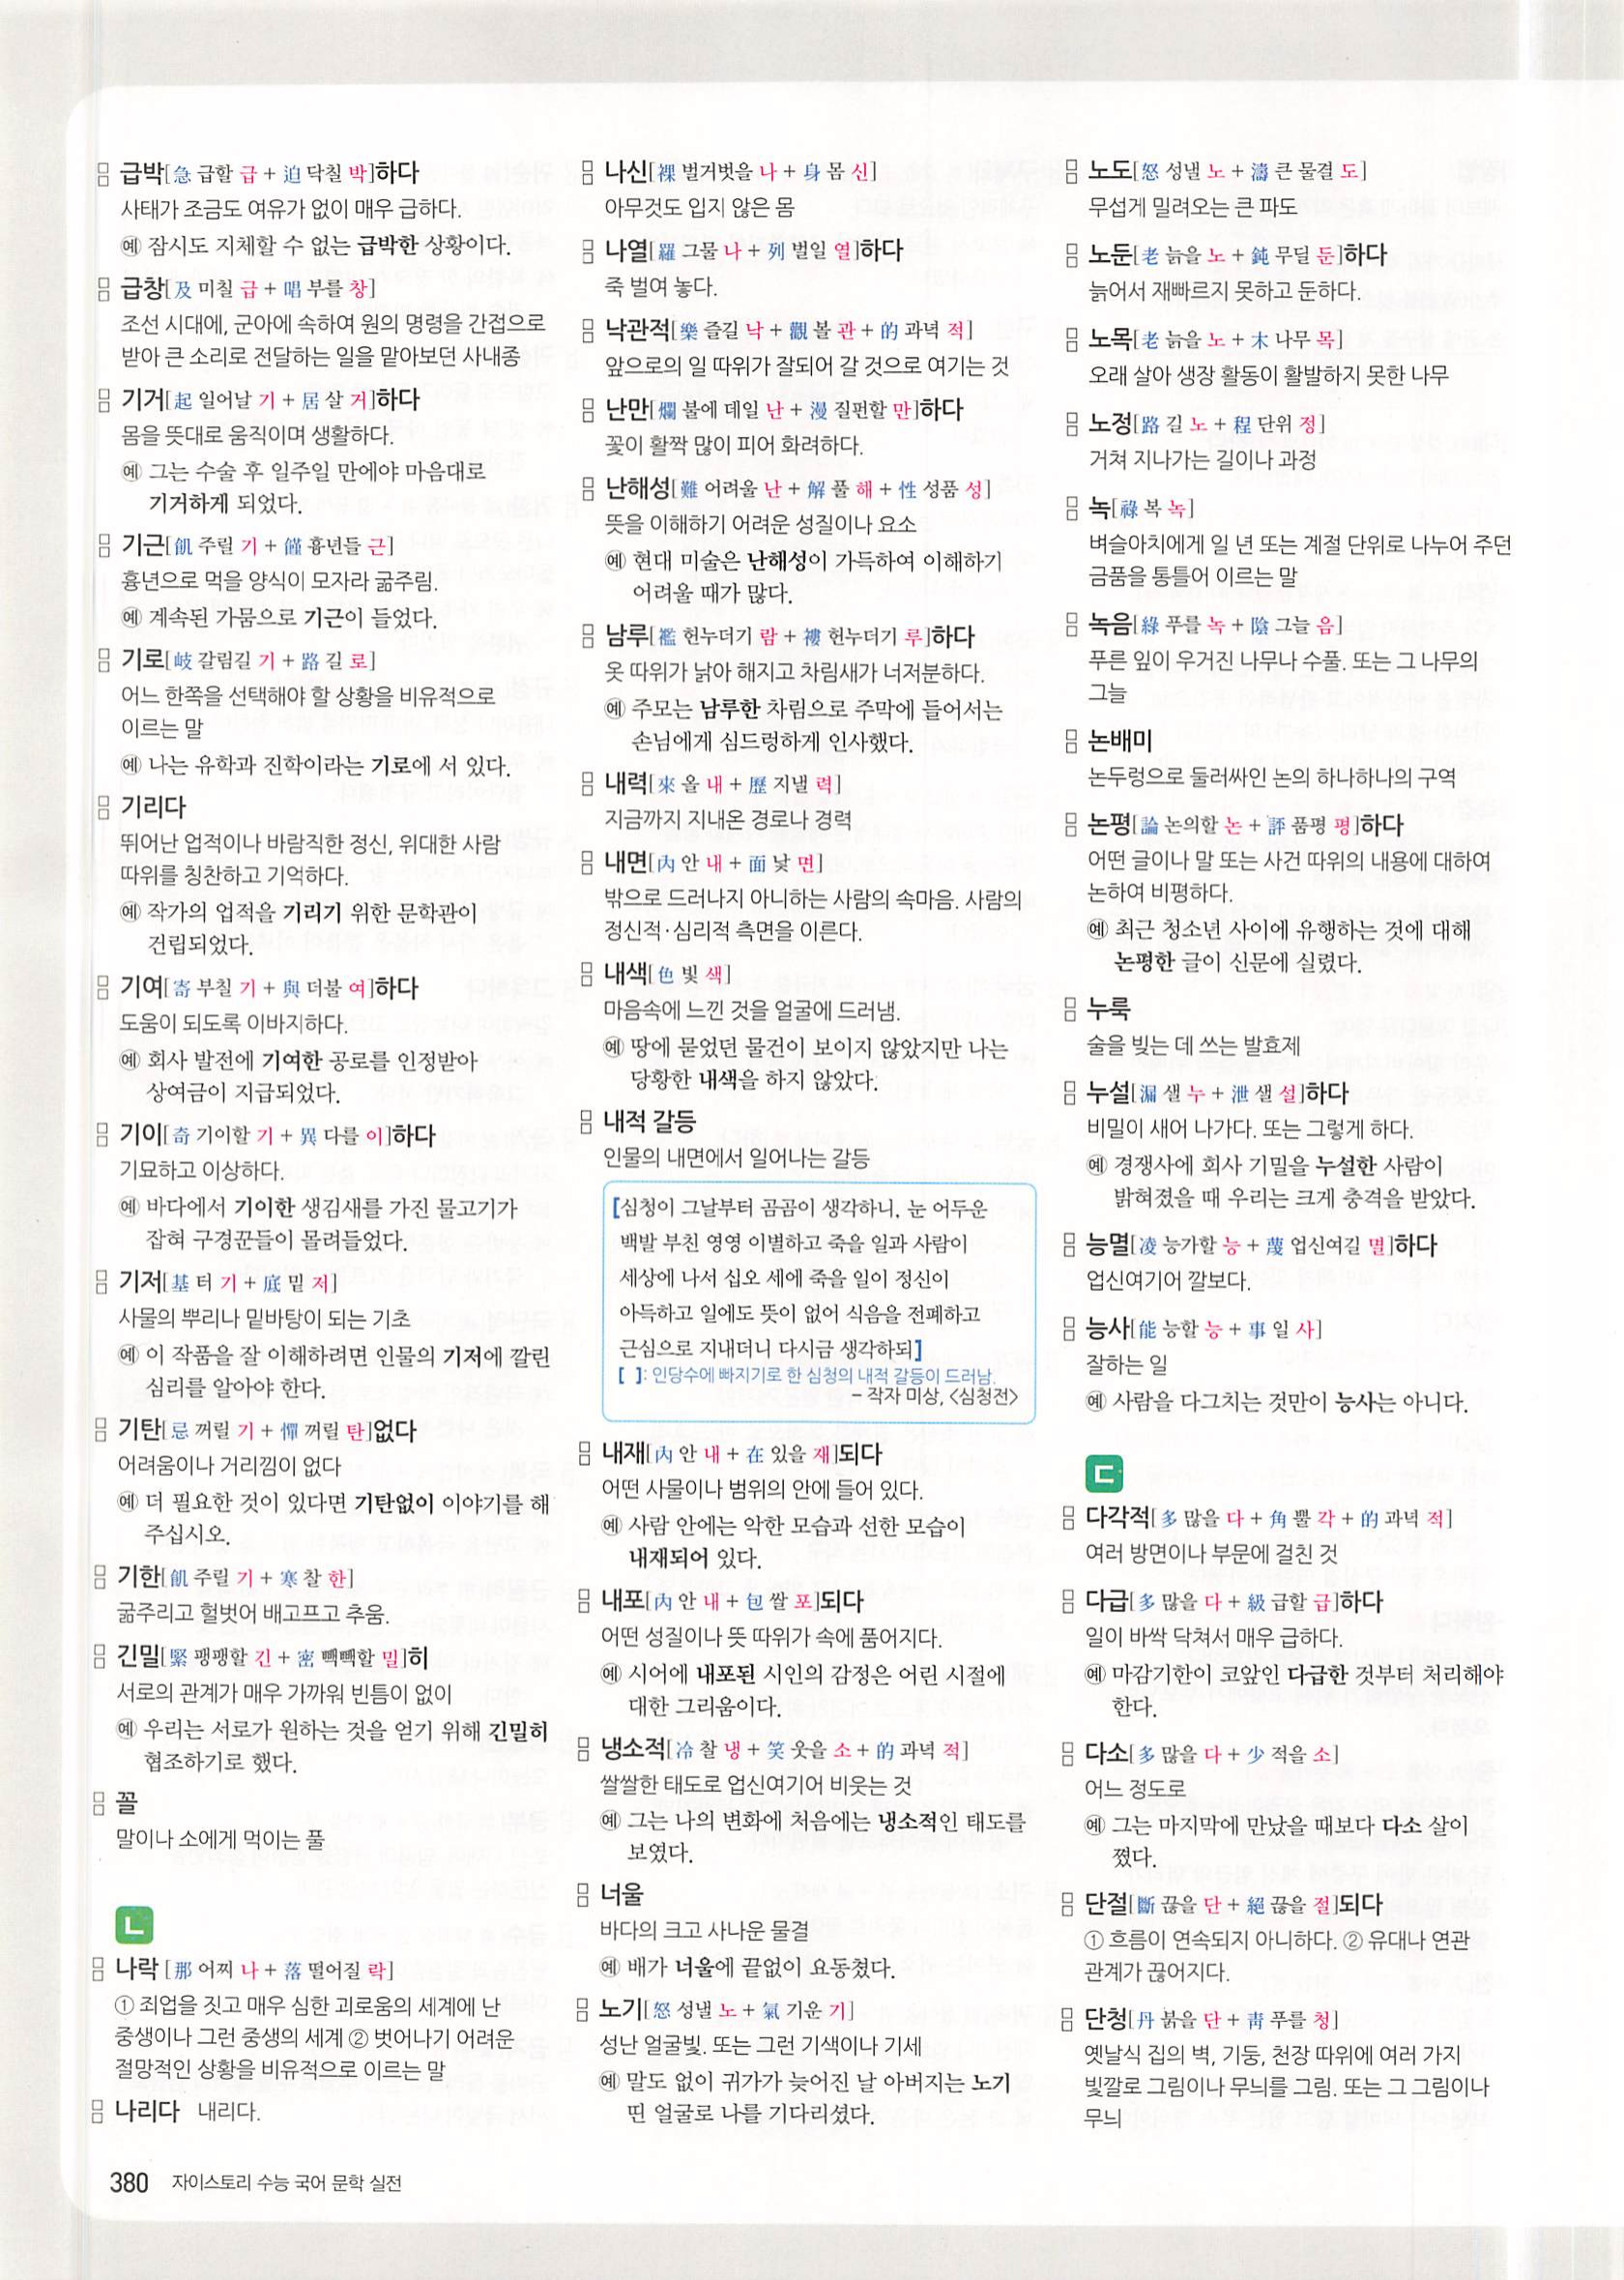 급박[急 급할 급 + 迫 닥칠 박]하다
사태가 조금도 여유가 없이 매우 급하다.
예 잠시도 지체할 수 없는 급박한 상황이다.
급창[及 미칠 급 + 唱 부를 창]
조선 시대에, 군아에 속하여 원의 명령을 간접으로
받아 큰 소리로 전달하는 일을 맡아보던 사내종
기거[起 일어날 기 + 居 살 거]하다
몸을 뜻대로 움직이며 생활하다.
예 그는 수술 후 일주일 만에야 마음대로
기거하게 되었다.
기근[飢 주릴 기 + 饉 흉년들 근]
흉년으로 먹을 양식이 모자라 굶주림.
예 계속된 가뭄으로 기근이 들었다.
기로[岐 갈림길 기 + 路 길 로]
어느 한쪽을 선택해야 할 상황을 비유적으로
이르는 말
예 나는 유학과 진학이라는 기로에 서 있다.
기리다
뛰어난 업적이나 바람직한 정신, 위대한 사람
따위를 칭찬하고 기억하다.
예 작가의 업적을 기리기 위한 문학관이
건립되었다.
기여[寄 부칠 기 + 與 더불 여]하다
도움이 되도록 이바지하다.
예 회사 발전에 기여한 공로를 인정받아
상여금이 지급되었다.
기이[奇 기이할 기 + 異 다를 이]하다
기묘하고 이상하다.
예 바다에서 기이한 생김새를 가진 물고기가
잡혀 구경꾼들이 몰려들었다.
기저[基 터 기 + 底 밑 저]
사물의 뿌리나 밑바탕이 되는 기초
예 이 작품을 잘 이해하려면 인물의 기저에 깔린
심리를 알아야 한다.
기탄[忌 꺼릴 기 + 憚 꺼릴 탄]없다
어려움이나 거리낌이 없다
예 더 필요한 것이 있다면 기탄없이 이야기를 해
주십시오.
기한[飢 주릴 기 + 寒 찰 한]
굶주리고 헐벗어 배고프고 추움.
긴밀[緊 팽팽할 긴 + 密 빽빽할 밀]히
서로의 관계가 매우 가까워 빈틈이 없이
예 우리는 서로가 원하는 것을 얻기 위해 긴밀히
협조하기로 했다.
꼴
말이나 소에게 먹이는 풀
ㄴ
나락 [那 어찌 나 + 落 떨어질 락]
① 죄업을 짓고 매우 심한 괴로움의 세계에 난
중생이나 그런 중생의 세계 ② 벗어나기 어려운
절망적인 상황을 비유적으로 이르는 말
나리다 내리다.
나신[裸 벌거벗을 나 + 身 몸 신]
아무것도 입지 않은 몸
나열[羅 그물 나 + 列 벌일 열]하다
죽 벌여 놓다.
낙관적[樂 즐길 낙 + 觀 볼 관 + 的 과녁 적]
앞으로의 일 따위가 잘되어 갈 것으로 여기는 것
난만[爛 불에 데일 난 + 漫 질펀할 만]하다
꽃이 활짝 많이 피어 화려하다.
난해성[難 어려울 난 + 解 풀 해 + 性 성품 성]
뜻을 이해하기 어려운 성질이나 요소
예 현대 미술은 난해성이 가득하여 이해하기
어려울 때가 많다.
남루[襤 헌누더기 람 + 褸 헌누더기 루]하다
옷 따위가 낡아 해지고 차림새가 너저분하다.
예 주모는 남루한 차림으로 주막에 들어서는
손님에게 심드렁하게 인사했다.
내력[來 올 내 + 歷 지낼 력]
지금까지 지내온 경로나 경력
내면[內 안 내 + 面 낯 면]
밖으로 드러나지 아니하는 사람의 속마음. 사람의
정신적·심리적 측면을 이른다.
내색[色 빛 색]
마음속에 느낀 것을 얼굴에 드러냄.
예 땅에 묻었던 물건이 보이지 않았지만 나는
당황한 내색을 하지 않았다.
내적 갈등
인물의 내면에서 일어나는 갈등
[심청이 그날부터 곰곰이 생각하니, 눈 어두운
백발 부친 영영 이별하고 죽을 일과 사람이
세상에 나서 십오 세에 죽을 일이 정신이
아득하고 일에도 뜻이 없어 식음을 전폐하고
근심으로 지내더니 다시금 생각하되]
[ ]: 인당수에 빠지기로 한 심청의 내적 갈등이 드러남.
– 작자 미상, <심청전>
내재[內 안 내 + 在 있을 재]되다
어떤 사물이나 범위의 안에 들어 있다.
예 사람 안에는 악한 모습과 선한 모습이
내재되어 있다.
내포[內 안 내 + 包 쌀 포]되다
어떤 성질이나 뜻 따위가 속에 품어지다.
예 시어에 내포된 시인의 감정은 어린 시절에
대한 그리움이다.
냉소적[冷 찰 냉 + 笑 웃을 소 + 的 과녁 적]
쌀쌀한 태도로 업신여기어 비웃는 것
예 그는 나의 변화에 처음에는 냉소적인 태도를
보였다.
너울
바다의 크고 사나운 물결
예 배가 너울에 끝없이 요동쳤다.
노기[怒 성낼 노 + 氣 기운 기]
성난 얼굴빛. 또는 그런 기색이나 기세
예 말도 없이 귀가가 늦어진 날 아버지는 노기
띤 얼굴로 나를 기다리셨다.
노도[怒 성낼 노 + 濤 큰 물결 도]
무섭게 밀려오는 큰 파도
노둔[老 늙을 노 + 鈍 무딜 둔]하다
늙어서 재빠르지 못하고 둔하다.
노목[老 늙을 노 + 木 나무 목]
오래 살아 생장 활동이 활발하지 못한 나무
노정[路 길 노 + 程 단위 정]
거쳐 지나가는 길이나 과정
녹[祿 복 녹]
벼슬아치에게 일 년 또는 계절 단위로 나누어 주던
금품을 통틀어 이르는 말
녹음[綠 푸를 녹 + 陰 그늘 음]
푸른 잎이 우거진 나무나 수풀. 또는 그 나무의
그늘
논배미
논두렁으로 둘러싸인 논의 하나하나의 구역
논평[論 논의할 논 + 評 품평 평]하다
어떤 글이나 말 또는 사건 따위의 내용에 대하여
논하여 비평하다.
예 최근 청소년 사이에 유행하는 것에 대해
논평한 글이 신문에 실렸다.
누룩
술을 빚는 데 쓰는 발효제
누설[漏 샐 누 + 泄 샐 설]하다
비밀이 새어 나가다. 또는 그렇게 하다.
예 경쟁사에 회사 기밀을 누설한 사람이
밝혀졌을 때 우리는 크게 충격을 받았다.
능멸[凌 능가할 능 + 蔑 업신여길 멸]하다
업신여기어 깔보다.
능사[能 능할 능 + 事 일 사]
잘하는 일
예 사람을 다그치는 것만이 능사는 아니다.
ㄷ
다각적[多 많을 다 + 角 뿔 각 + 的 과녁 적]
여러 방면이나 부문에 걸친 것
다급[多 많을 다 + 級 급할 급]하다
일이 바싹 닥쳐서 매우 급하다.
예 마감기한이 코앞인 다급한 것부터 처리해야
한다.
다소[多 많을 다 + 少 적을 소]
어느 정도로
예 그는 마지막에 만났을 때보다 다소 살이
쪘다.
단절[斷 끊을 단 + 絕 끊을 절]되다
① 흐름이 연속되지 아니하다. ② 유대나 연관
관계가 끊어지다.
단청[丹 붉을 단 + 靑 푸를 청]
옛날식 집의 벽, 기둥, 천장 따위에 여러 가지
빛깔로 그림이나 무늬를 그림. 또는 그 그림이나
무늬
380 자이스토리 수능 국어 문학 실전